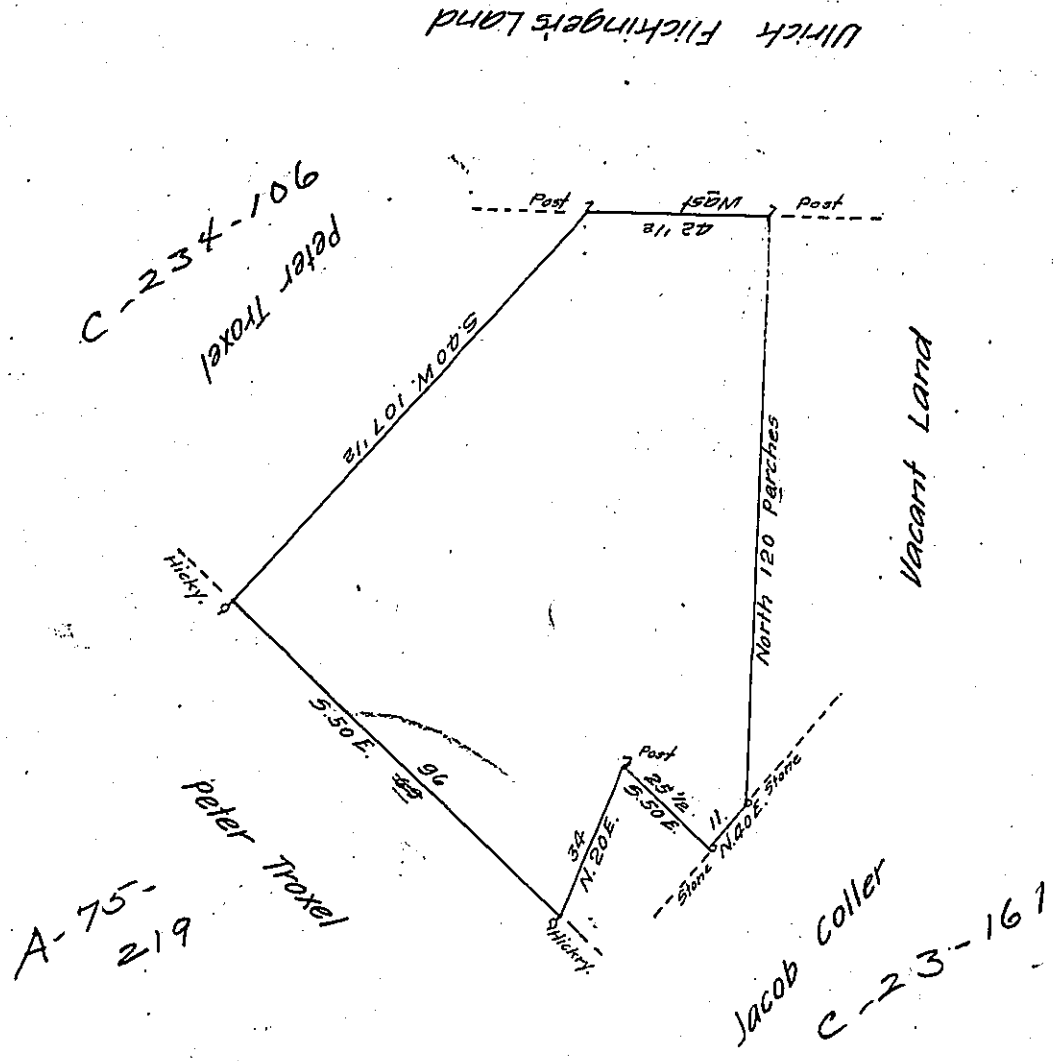 Ulrich Flickinger's Land
C-234-106
Peter Troxel
Post
West
42 1/2
Post
S.40W. 107 1/2
Vacant Land
North 120 Parches
Hicky.
S.50E.
96
Post
25 1/2.
S.50E.
34
N.20E.
11.
N.40E.
Stone
Stone
Peter Troxel
A-75-
219
Hickry.
Jacob Coller
C-23-161